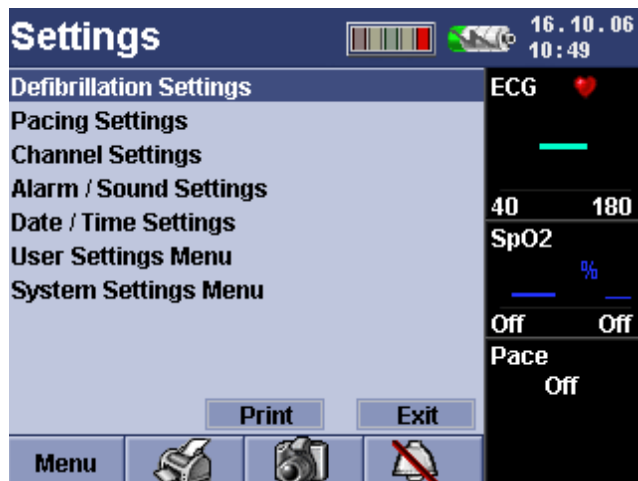 Settings
16.10.06
10:49
Defibrillation Settings
Pacing Settings
Channel Settings
Alarm / Sound Settings
Date / Time Settings
User Settings Menu
System Settings Menu
Print Exit
Menu
ECG
40 180
SpO2
%
Off Off
Pace
Off